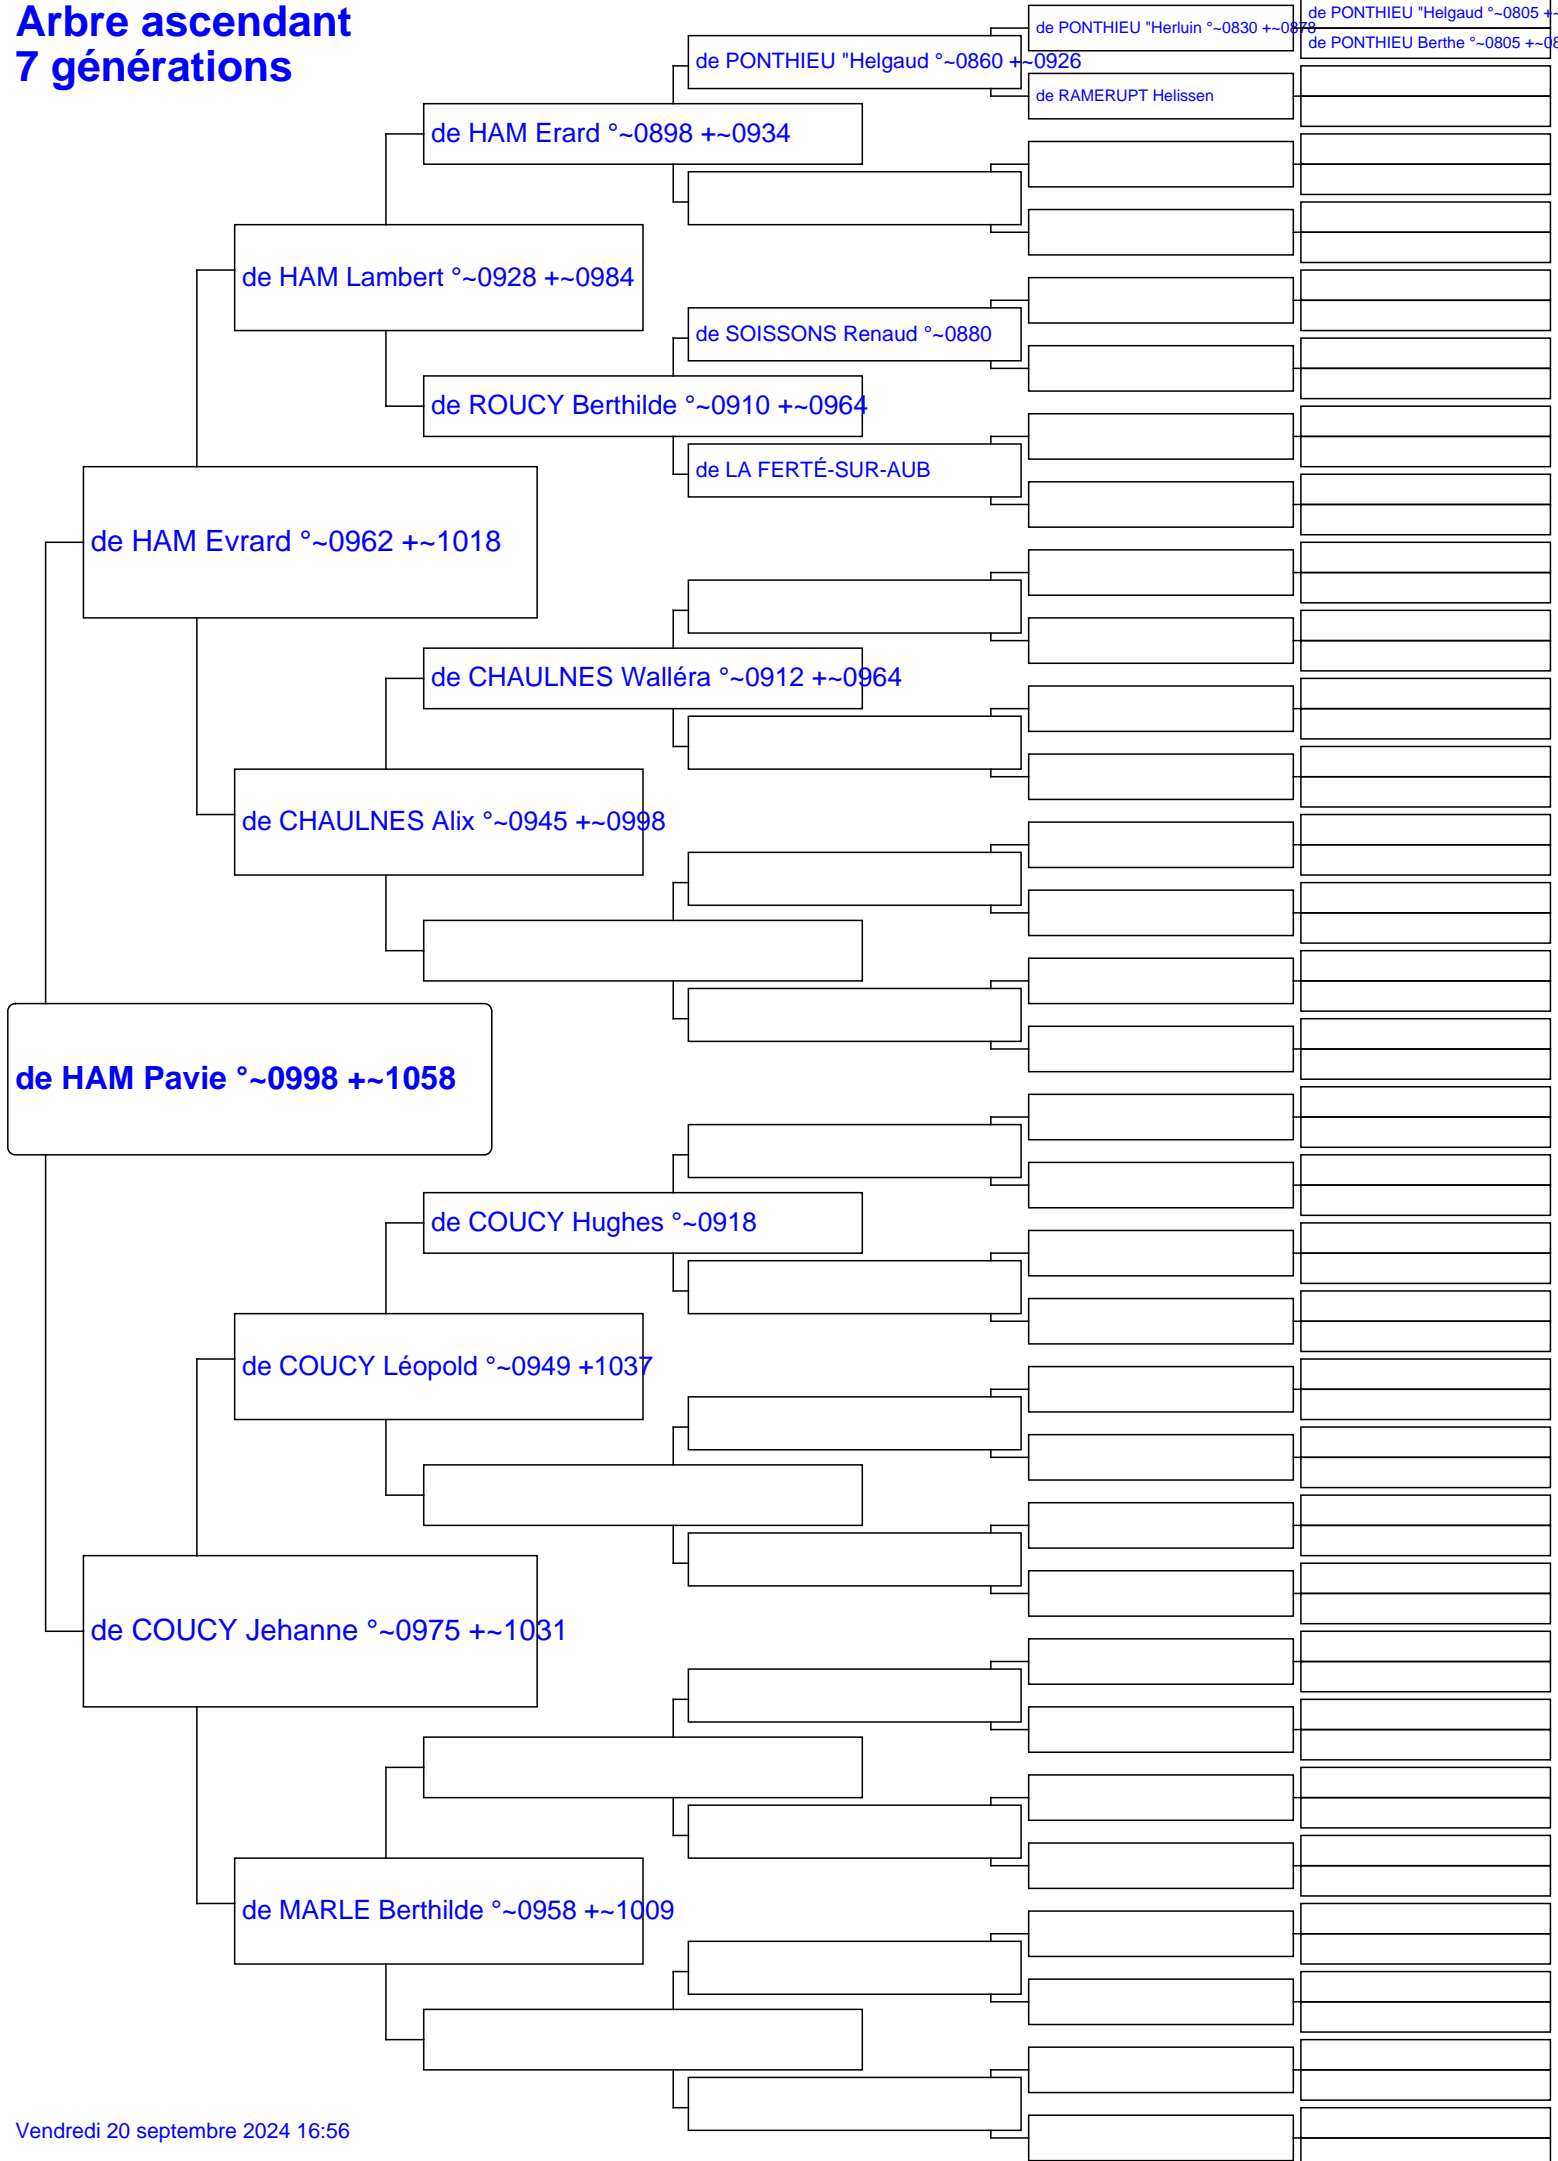 Arbre ascendant
7 générations
de PONTHIEU "Helgaud °~0805 +~
de PONTHIEU "Herluin °~0830 +~0878
de PONTHIEU Berthe °~0805 +~08
de PONTHIEU "Helgaud °~0860 +~0926
de RAMERUPT Helissen
de HAM Erard °~0898 +~0934
de HAM Lambert °~0928 +~0984
de SOISSONS Renaud °~0880
de ROUCY Berthilde °~0910 +~0964
de LA FERTÉ-SUR-AUB
de HAM Evrard °~0962 +~1018
de CHAULNES Walléra °~0912 +~0964
de CHAULNES Alix °~0945 +~0998
de HAM Pavie °~0998 +~1058
de COUCY Hughes °~0918
de COUCY Léopold °~0949 +1037
de COUCY Jehanne °~0975 +~1031
de MARLE Berthilde °~0958 +~1009
Vendredi 20 septembre 2024 16:56